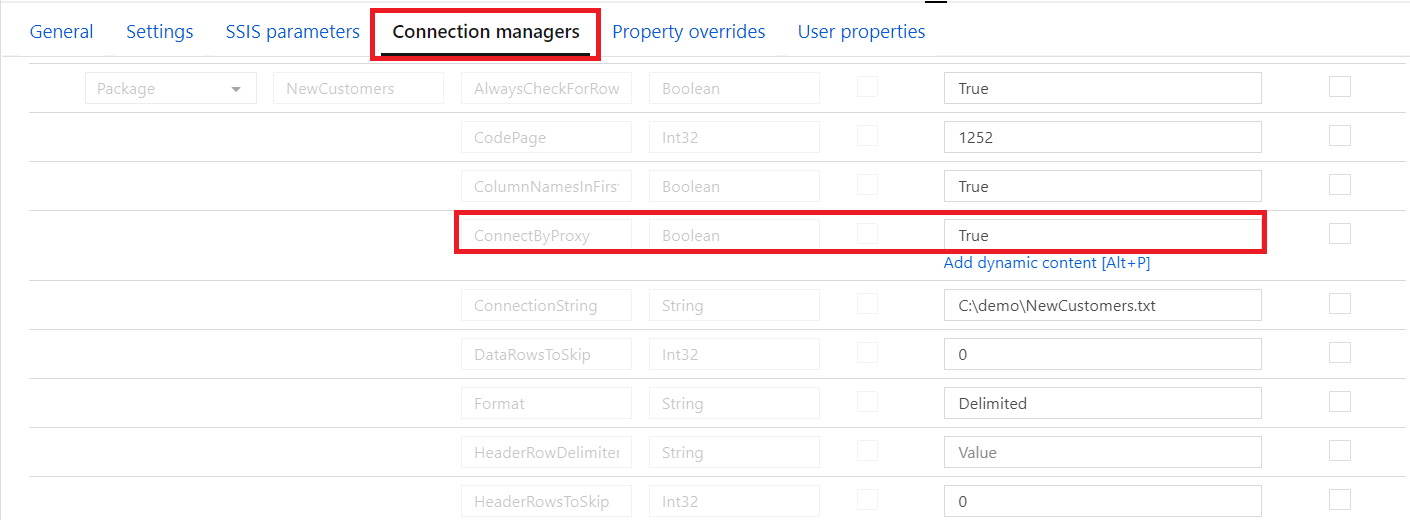 General Settings SSIS parameters Connection managers Property overrides User properties
Package NewCustomers AlwaysCheckForRow Boolean True
CodePage Int32 1252
ColumnNamesInFirs Boolean True
ConnectByProxy Boolean True
Add dynamic content [Alt+P]
ConnectionString String C:\demo\NewCustomers.txt
DataRowsToSkip Int32 0
Format String Delimited
HeaderRowDelimiter String Value
HeaderRowsToSkip Int32 0